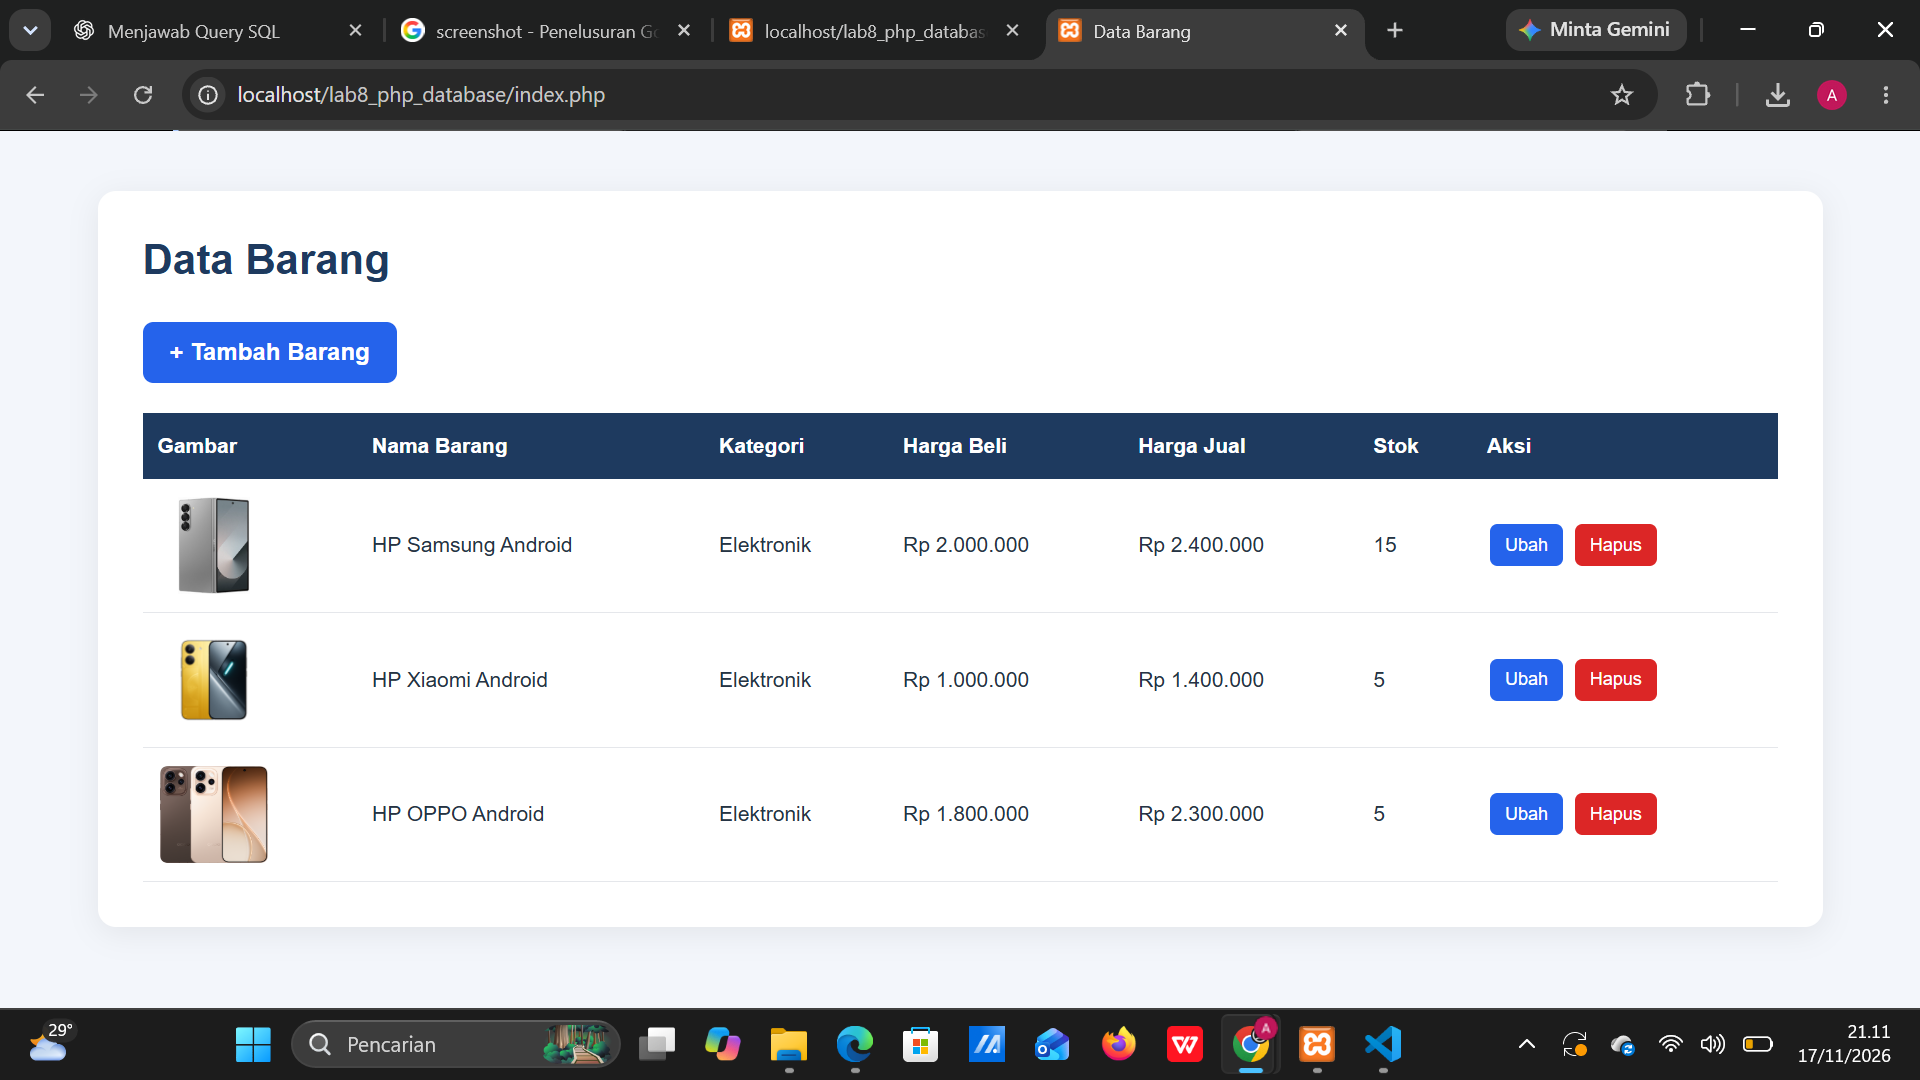 Menjawab Query SQL
screenshot - Penelusuran Go
localhost/lab8_php_databas
Data Barang
Minta Gemini
localhost/lab8_php_database/index.php
A
Data Barang
+ Tambah Barang
Gambar Nama Barang Kategori Harga Beli Harga Jual Stok Aksi
HP Samsung Android Elektronik Rp 2.000.000 Rp 2.400.000 15 Ubah Hapus
HP Xiaomi Android Elektronik Rp 1.000.000 Rp 1.400.000 5 Ubah Hapus
HP OPPO Android Elektronik Rp 1.800.000 Rp 2.300.000 5 Ubah Hapus
29°
Pencarian
A
21.11
17/11/2026